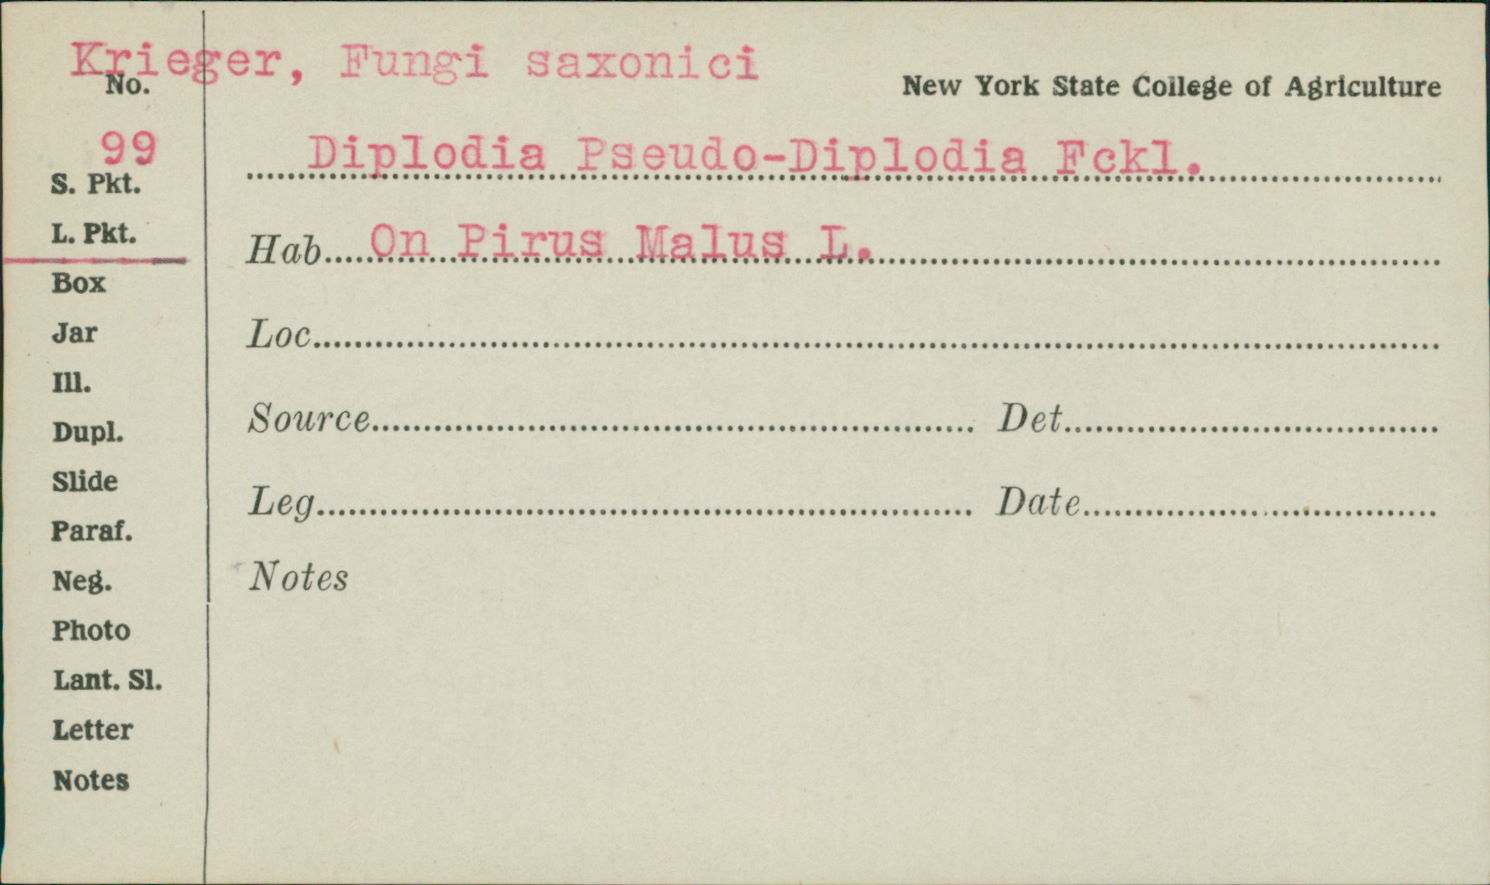 Krieger, Fungi saxonici
No.
New York State College of Agriculture
99
Diplodia Pseudo-Diplodia Fckl.
S. Pkt.
L. Pkt.
Hab. On Pirus Malus L.
Box
Jar
Loc.
Ill.
Dupl.
Source Det.
Slide
Leg. Date
Paraf.
Neg.
Notes
Photo
Lant. Sl.
Letter
Notes